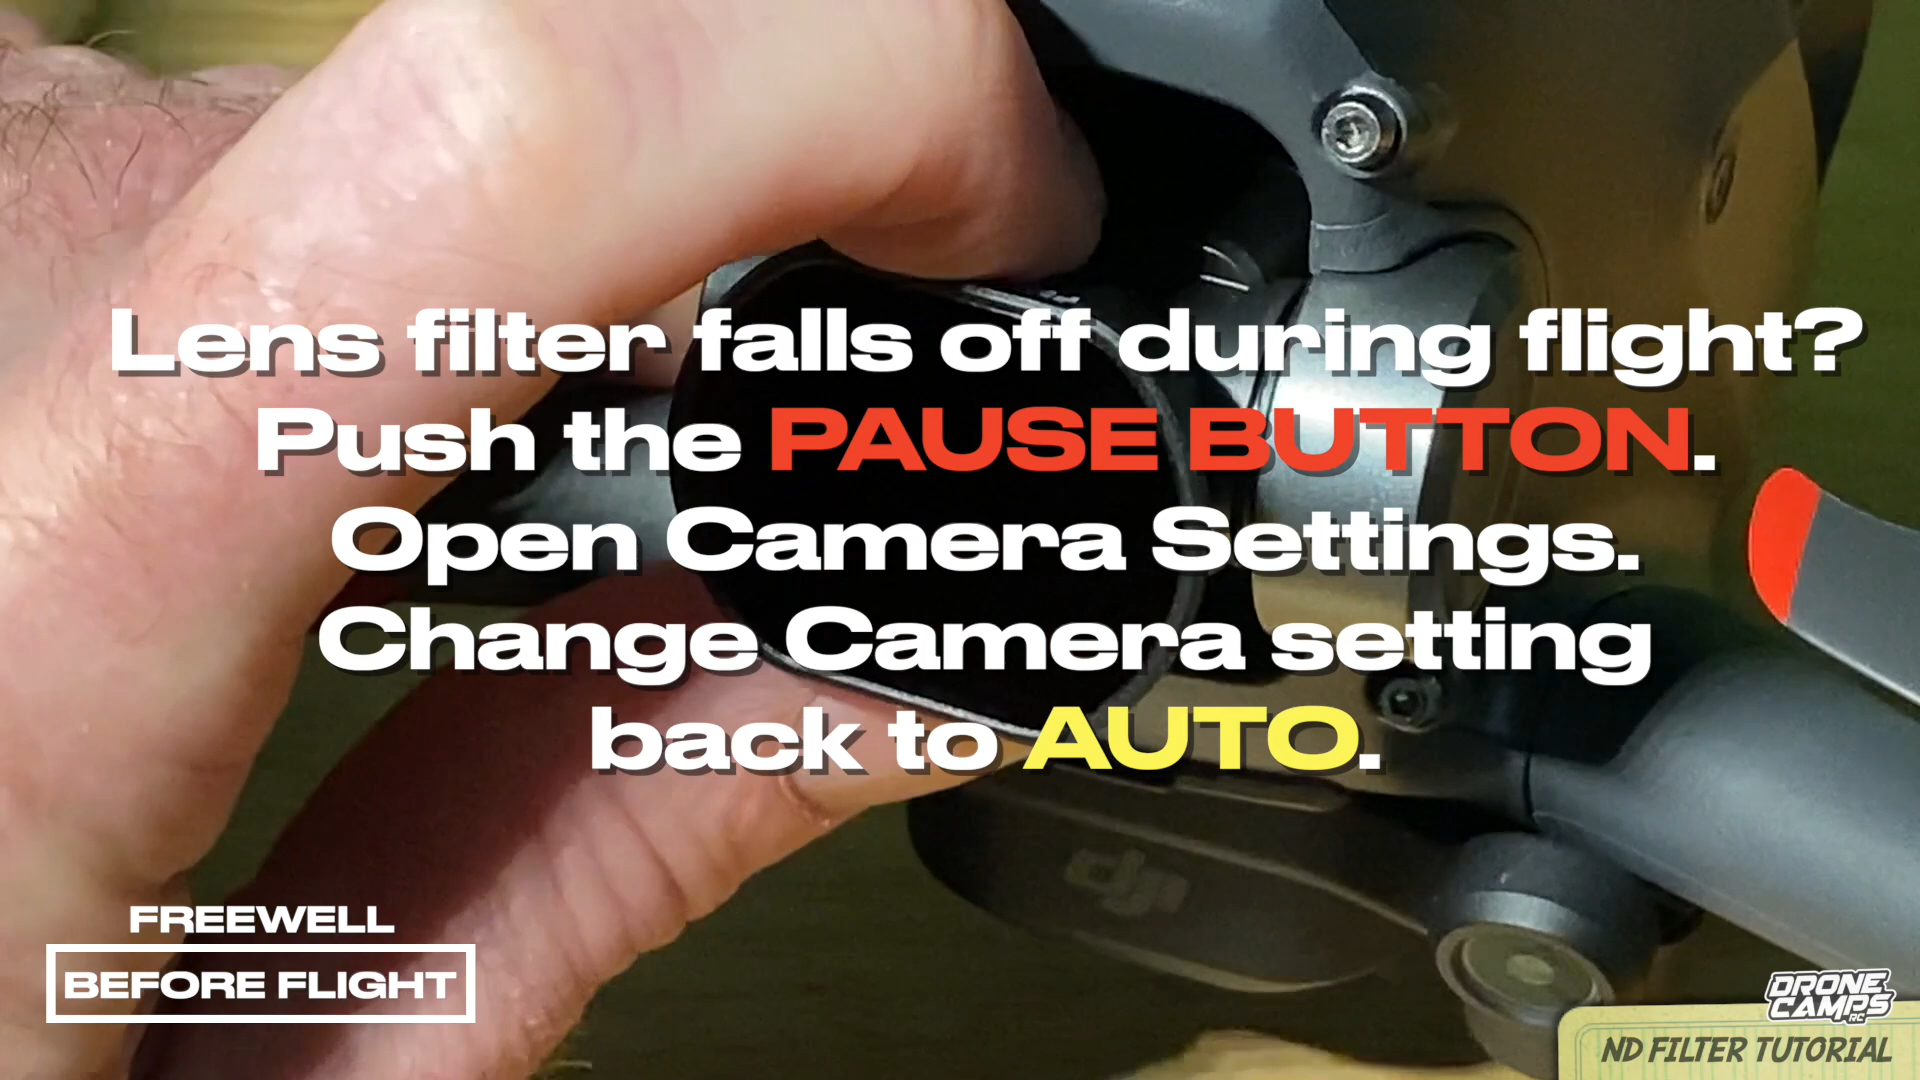 Lens filter falls off during flight?
Push the PAUSE BUTTON.
Open Camera Settings.
Change Camera setting
back to AUTO.
dji
FREEWELL
BEFORE FLIGHT
DRONE
CAMPS
RC
ND FILTER TUTORIAL